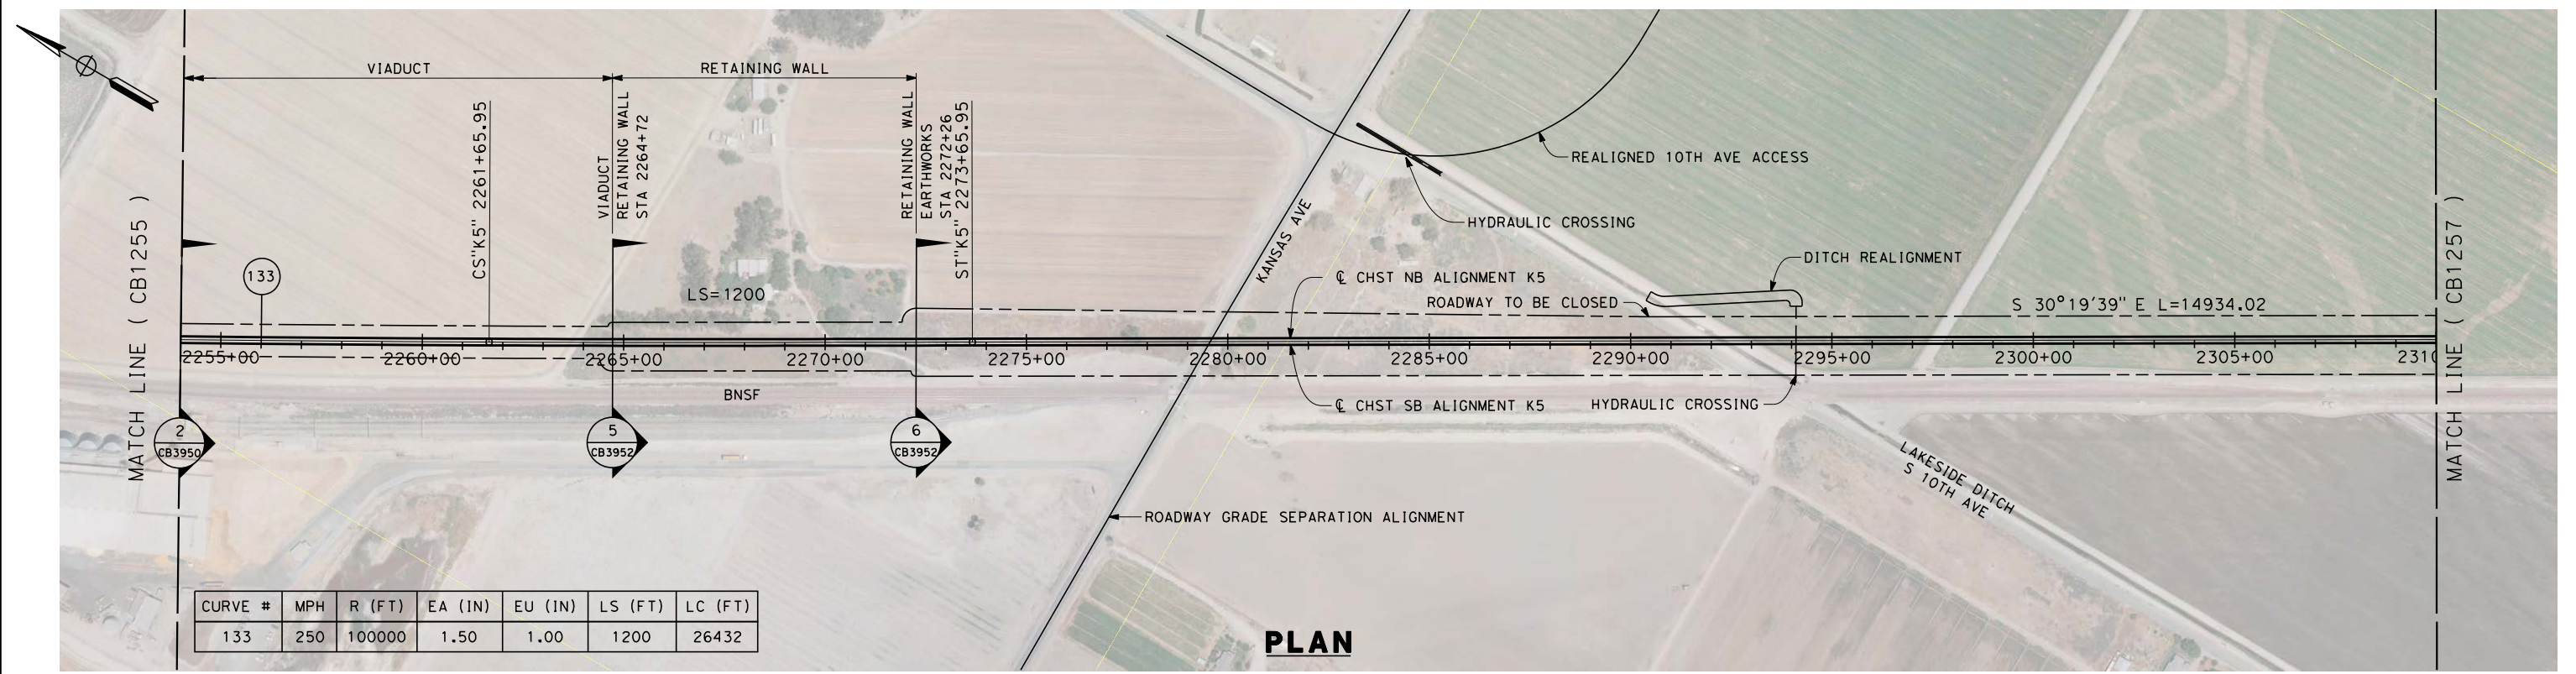 VIADUCT
RETAINING WALL
CS"K5" 2261+65.95
VIADUCT
RETAINING WALL
STA 2264+72
RETAINING WALL
EARTHWORKS
STA 2272+26
ST"K5" 2273+65.95
MATCH LINE ( CB1255 )
133
LS=1200
KANSAS AVE
REALIGNED 10TH AVE ACCESS
HYDRAULIC CROSSING
DITCH REALIGNMENT
℄ CHST NB ALIGNMENT K5
ROADWAY TO BE CLOSED
S 30°19'39" E L=14934.02
MATCH LINE ( CB1257 )
2255+00 2260+00 2265+00 2270+00 2275+00 2280+00 2285+00 2290+00 2295+00 2300+00 2305+00 2310
BNSF
℄ CHST SB ALIGNMENT K5
HYDRAULIC CROSSING
2
CB3950
5
CB3952
6
CB3952
LAKESIDE DITCH
S 10TH AVE
ROADWAY GRADE SEPARATION ALIGNMENT
CURVE # MPH R (FT) EA (IN) EU (IN) LS (FT) LC (FT)
133 250 100000 1.50 1.00 1200 26432
PLAN